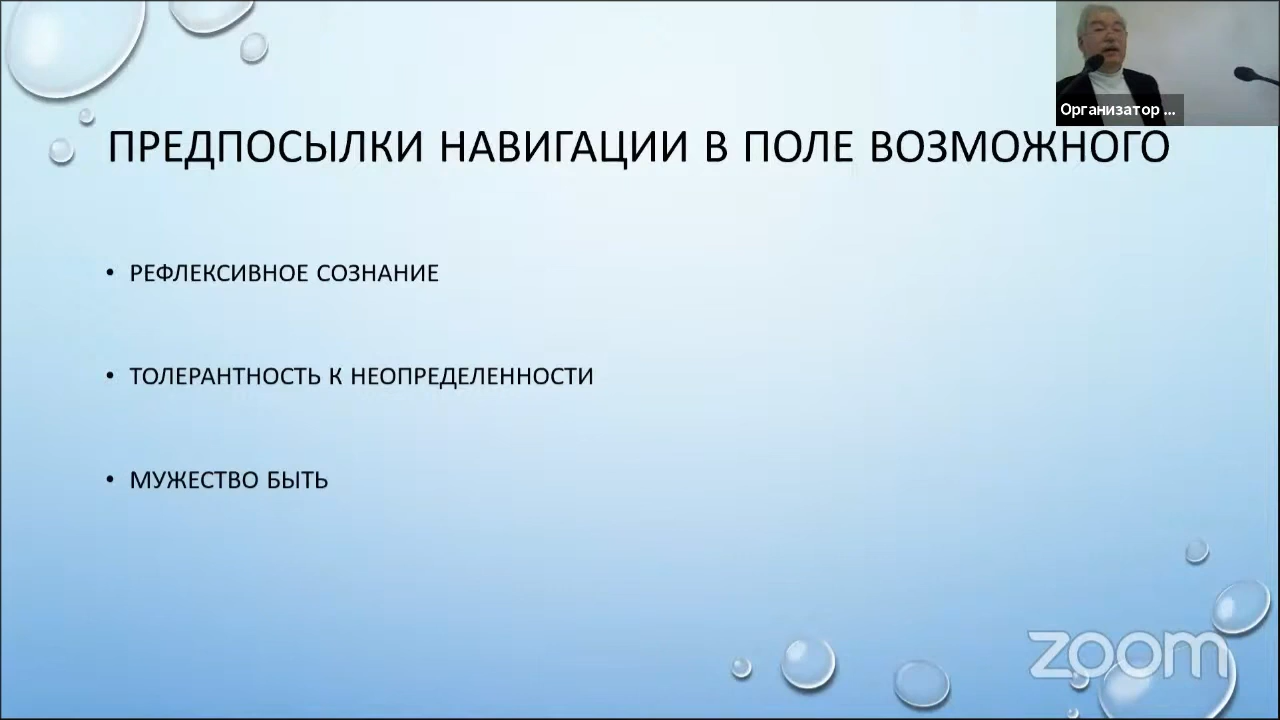 Организатор ...
ПРЕДПОСЫЛКИ НАВИГАЦИИ В ПОЛЕ ВОЗМОЖНОГО
• РЕФЛЕКСИВНОЕ СОЗНАНИЕ
• ТОЛЕРАНТНОСТЬ К НЕОПРЕДЕЛЕННОСТИ
• МУЖЕСТВО БЫТЬ
zoom